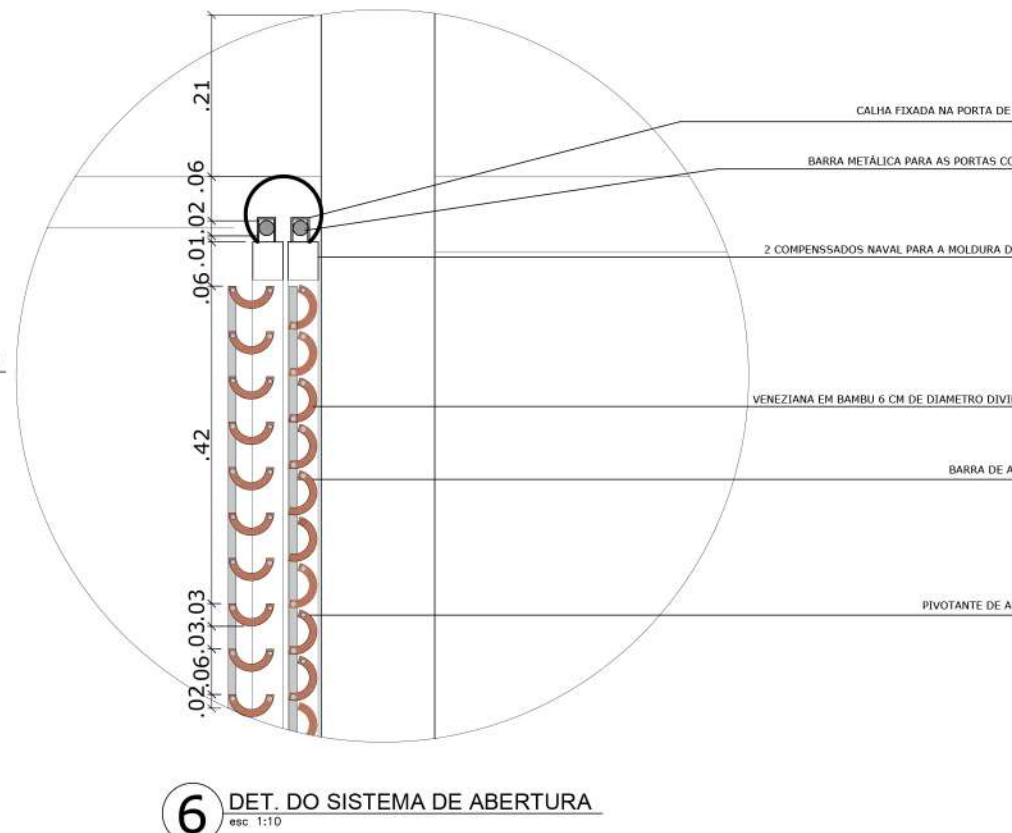 .21
CALHA FIXADA NA PORTA DE
.06
BARRA METÁLICA PARA AS PORTAS CO
.02
.01
2 COMPENSSADOS NAVAL PARA A MOLDURA D
.06
VENEZIANA EM BAMBU 6 CM DE DIAMETRO DIVI
.42
BARRA DE A
.03
PIVOTANTE DE A
.03
.06
.02
6 DET. DO SISTEMA DE ABERTURA
esc 1:10